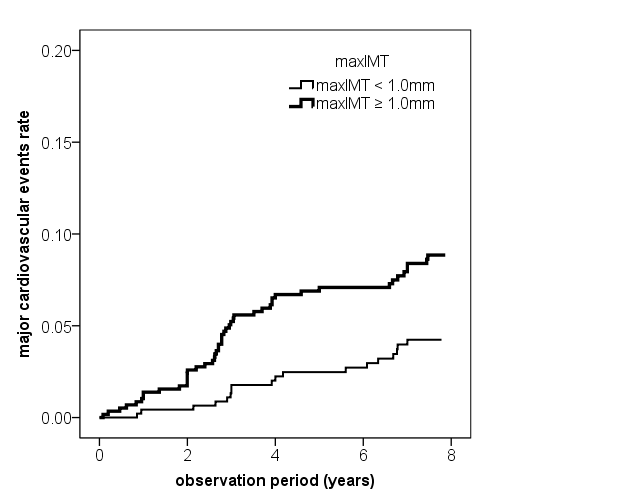 maxIMT
maxIMT < 1.0mm
maxIMT ≥ 1.0mm
major cardiovascular events rate
0.20
0.15
0.10
0.05
0.00
0 2 4 6 8
observation period (years)